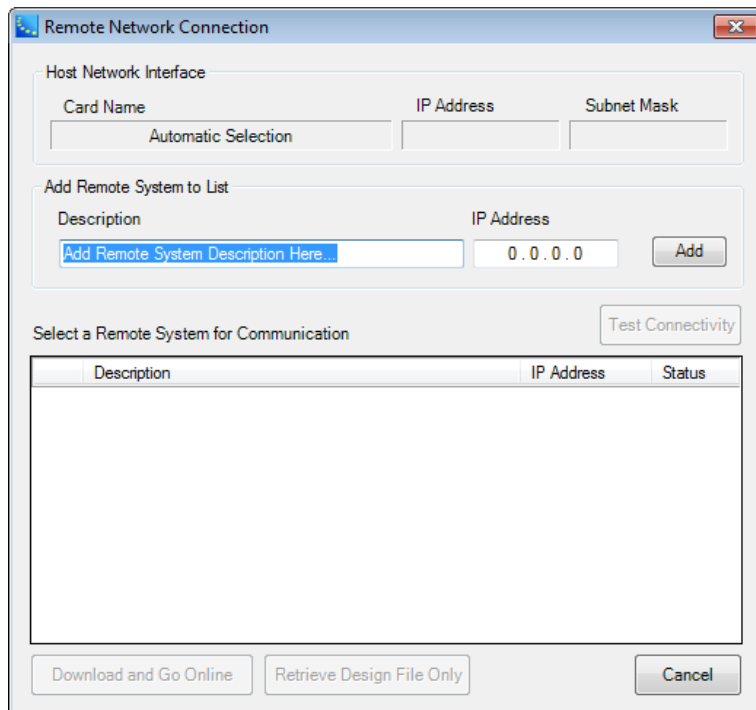 Remote Network Connection
Host Network Interface
Card Name IP Address Subnet Mask
Automatic Selection
Add Remote System to List
Description IP Address
Add Remote System Description Here... 0 . 0 . 0 . 0 Add
Test Connectivity
Select a Remote System for Communication
Description IP Address Status
Download and Go Online Retrieve Design File Only Cancel